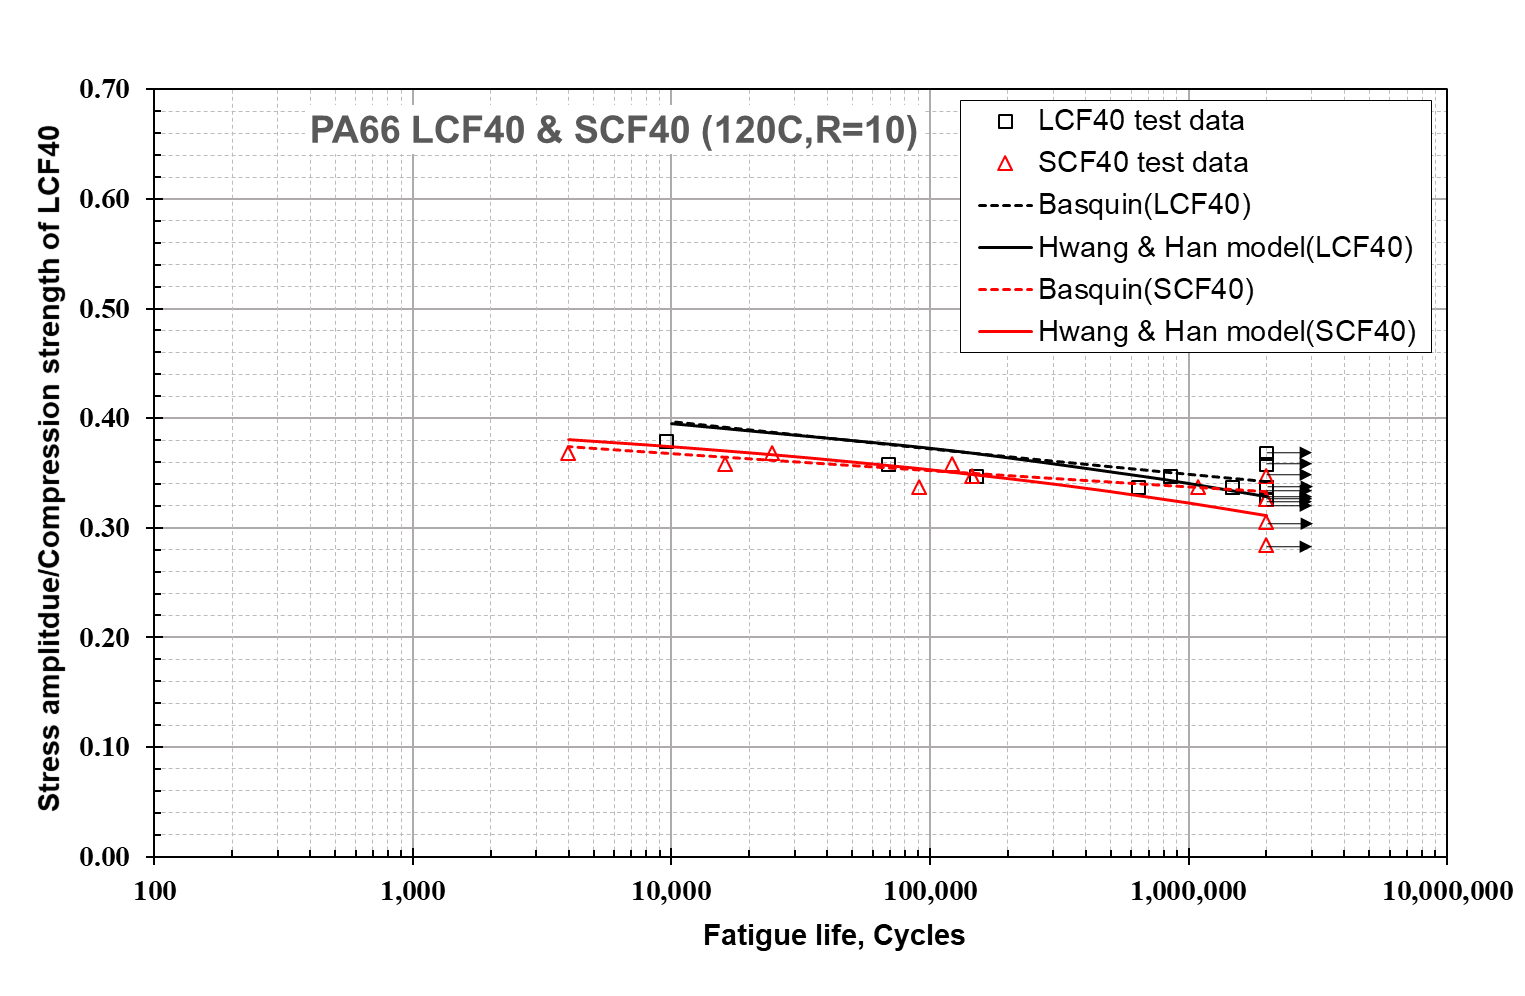 PA66 LCF40 & SCF40 (120C,R=10)
LCF40 test data
SCF40 test data
Basquin(LCF40)
Hwang & Han model(LCF40)
Basquin(SCF40)
Hwang & Han model(SCF40)
Stress amplitdue/Compression strength of LCF40
0.70
0.60
0.50
0.40
0.30
0.20
0.10
0.00
100
1,000
10,000
100,000
1,000,000
10,000,000
Fatigue life, Cycles